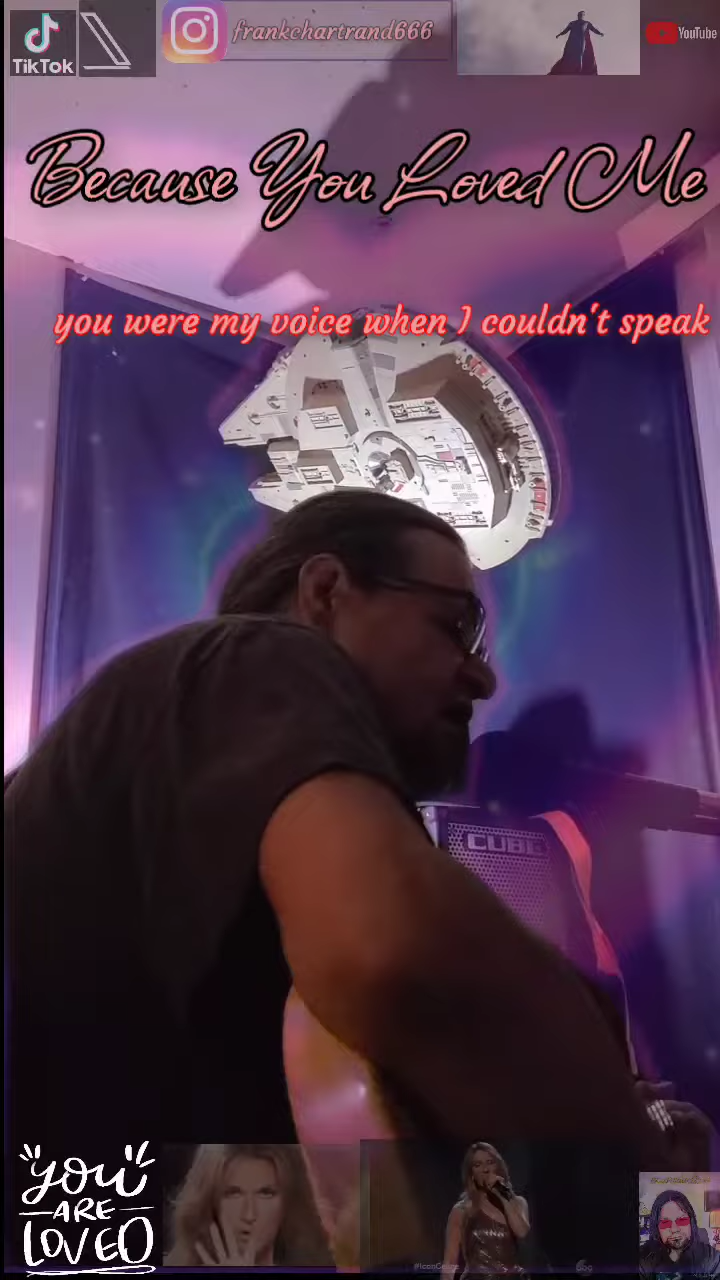 TikTok
frankchartrand666
YouTube
Because You Loved Me
you were my voice when I couldn't speak
CUBE
"you"
ARE
LOVED